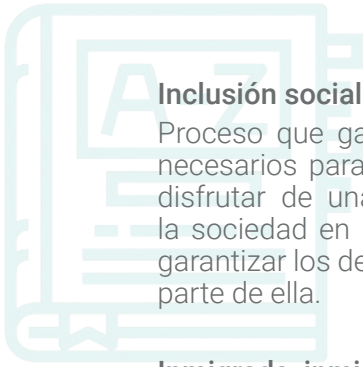 A Z
Inclusión social
Proceso que ga
necesarios para
disfrutar de una
la sociedad en
garantizar los de
parte de ella.